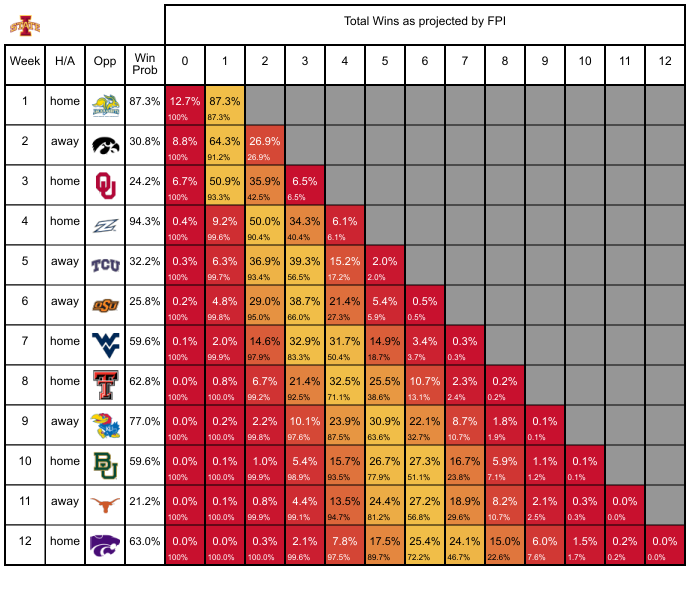 STATE
Total Wins as projected by FPI
Week H/A Opp Win Prob 0 1 2 3 4 5 6 7 8 9 10 11 12
1 home 87.3% 12.7% 87.3%
100% 87.3%
2 away 30.8% 8.8% 64.3% 26.9%
100% 91.2% 26.9%
3 home OU 24.2% 6.7% 50.9% 35.9% 6.5%
100% 93.3% 42.5% 6.5%
4 home 94.3% 0.4% 9.2% 50.0% 34.3% 6.1%
100% 99.6% 90.4% 40.4% 6.1%
5 away TCU 32.2% 0.3% 6.3% 36.9% 39.3% 15.2% 2.0%
100% 99.7% 93.4% 56.5% 17.2% 2.0%
6 away OSU 25.8% 0.2% 4.8% 29.0% 38.7% 21.4% 5.4% 0.5%
100% 99.8% 95.0% 66.0% 27.3% 5.9% 0.5%
7 home WV 59.6% 0.1% 2.0% 14.6% 32.9% 31.7% 14.9% 3.4% 0.3%
100% 99.9% 97.9% 83.3% 50.4% 18.7% 3.7% 0.3%
8 home T 62.8% 0.0% 0.8% 6.7% 21.4% 32.5% 25.5% 10.7% 2.3% 0.2%
100% 100.0% 99.2% 92.5% 71.1% 38.6% 13.1% 2.4% 0.2%
9 away KU 77.0% 0.0% 0.2% 2.2% 10.1% 23.9% 30.9% 22.1% 8.7% 1.8% 0.1%
100% 100.0% 99.8% 97.6% 87.5% 63.6% 32.7% 10.7% 1.9% 0.1%
10 home BU 59.6% 0.0% 0.1% 1.0% 5.4% 15.7% 26.7% 27.3% 16.7% 5.9% 1.1% 0.1%
100% 100.0% 99.9% 98.9% 93.5% 77.9% 51.1% 23.8% 7.1% 1.2% 0.1%
11 away 21.2% 0.0% 0.1% 0.8% 4.4% 13.5% 24.4% 27.2% 18.9% 8.2% 2.1% 0.3% 0.0%
100% 100.0% 99.9% 99.1% 94.7% 81.2% 56.8% 29.6% 10.7% 2.5% 0.3% 0.0%
12 home 63.0% 0.0% 0.0% 0.3% 2.1% 7.8% 17.5% 25.4% 24.1% 15.0% 6.0% 1.5% 0.2% 0.0%
100% 100.0% 100.0% 99.6% 97.5% 89.7% 72.2% 46.7% 22.6% 7.6% 1.7% 0.2% 0.0%